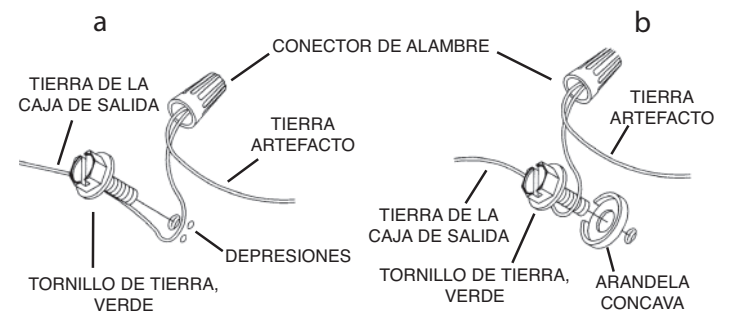 a
b
CONECTOR DE ALAMBRE
TIERRA DE LA
CAJA DE SALIDA
TIERRA
ARTEFACTO
DEPRESIONES
TORNILLO DE TIERRA,
VERDE
TIERRA
ARTEFACTO
TIERRA DE LA
CAJA DE SALIDA
TORNILLO DE TIERRA,
VERDE
ARANDELA
CONCAVA